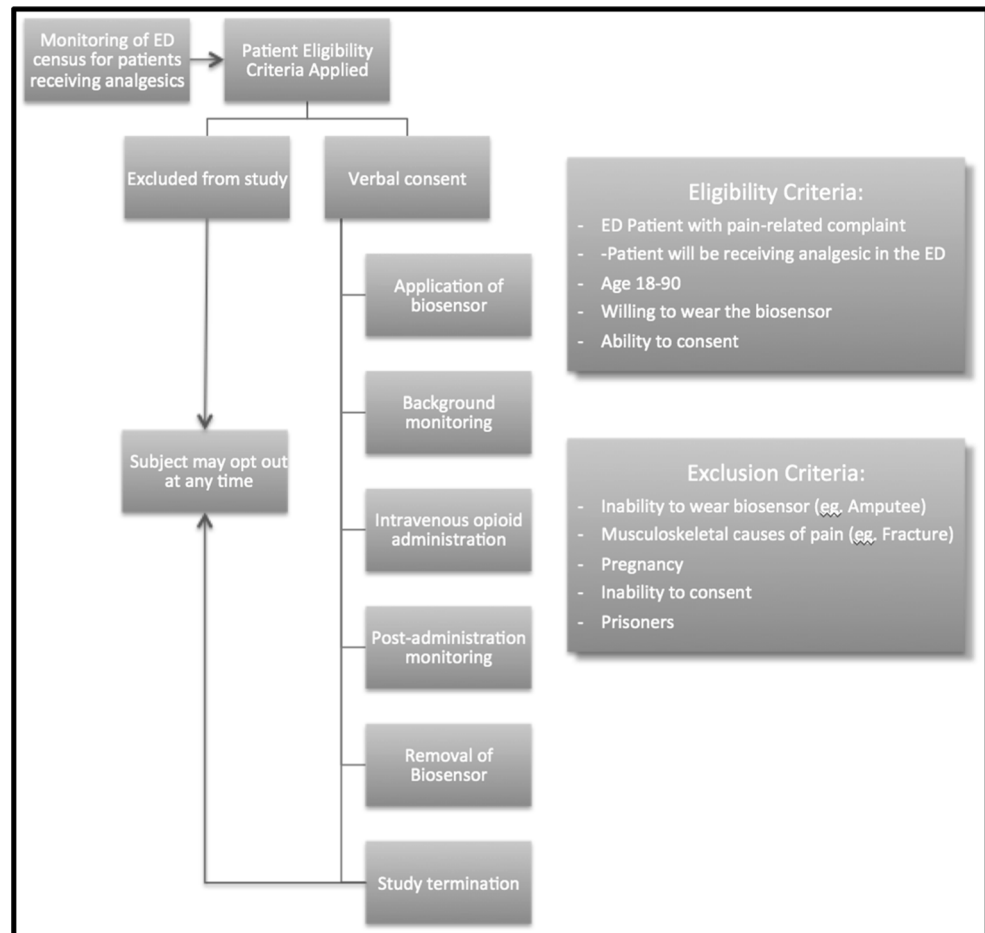 Monitoring of ED
census for patients
receiving analgesics
Patient Eligibility
Criteria Applied
Excluded from study
Verbal consent
Application of
biosensor
Background
monitoring
Subject may opt out
at any time
Intravenous opioid
administration
Post-administration
monitoring
Removal of
Biosensor
Study termination
Eligibility Criteria:
- ED Patient with pain-related complaint
- -Patient will be receiving analgesic in the ED
- Age 18-90
- Willing to wear the biosensor
- Ability to consent
Exclusion Criteria:
- Inability to wear biosensor (eg. Amputee)
- Musculoskeletal causes of pain (eg. Fracture)
- Pregnancy
- Inability to consent
- Prisoners